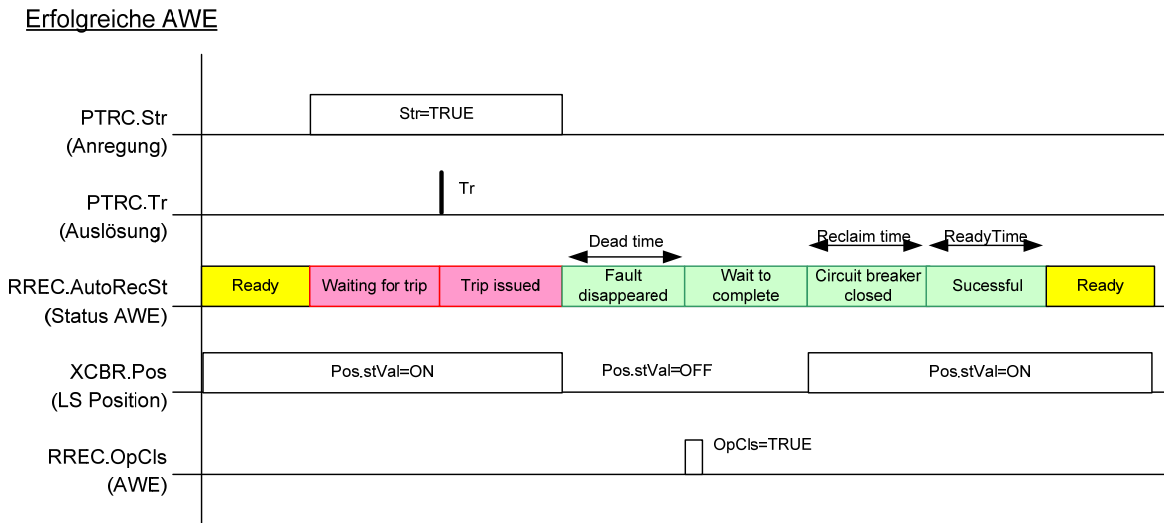 Erfolgreiche AWE
PTRC.Str
(Anregung)
Str=TRUE
PTRC.Tr
(Auslösung)
Tr
Dead time
Reclaim time
ReadyTime
RREC.AutoRecSt
(Status AWE)
Ready
Waiting for trip
Trip issued
Fault
disappeared
Wait to
complete
Circuit breaker
closed
Sucessful
Ready
XCBR.Pos
(LS Position)
Pos.stVal=ON
Pos.stVal=OFF
Pos.stVal=ON
RREC.OpCls
(AWE)
OpCls=TRUE